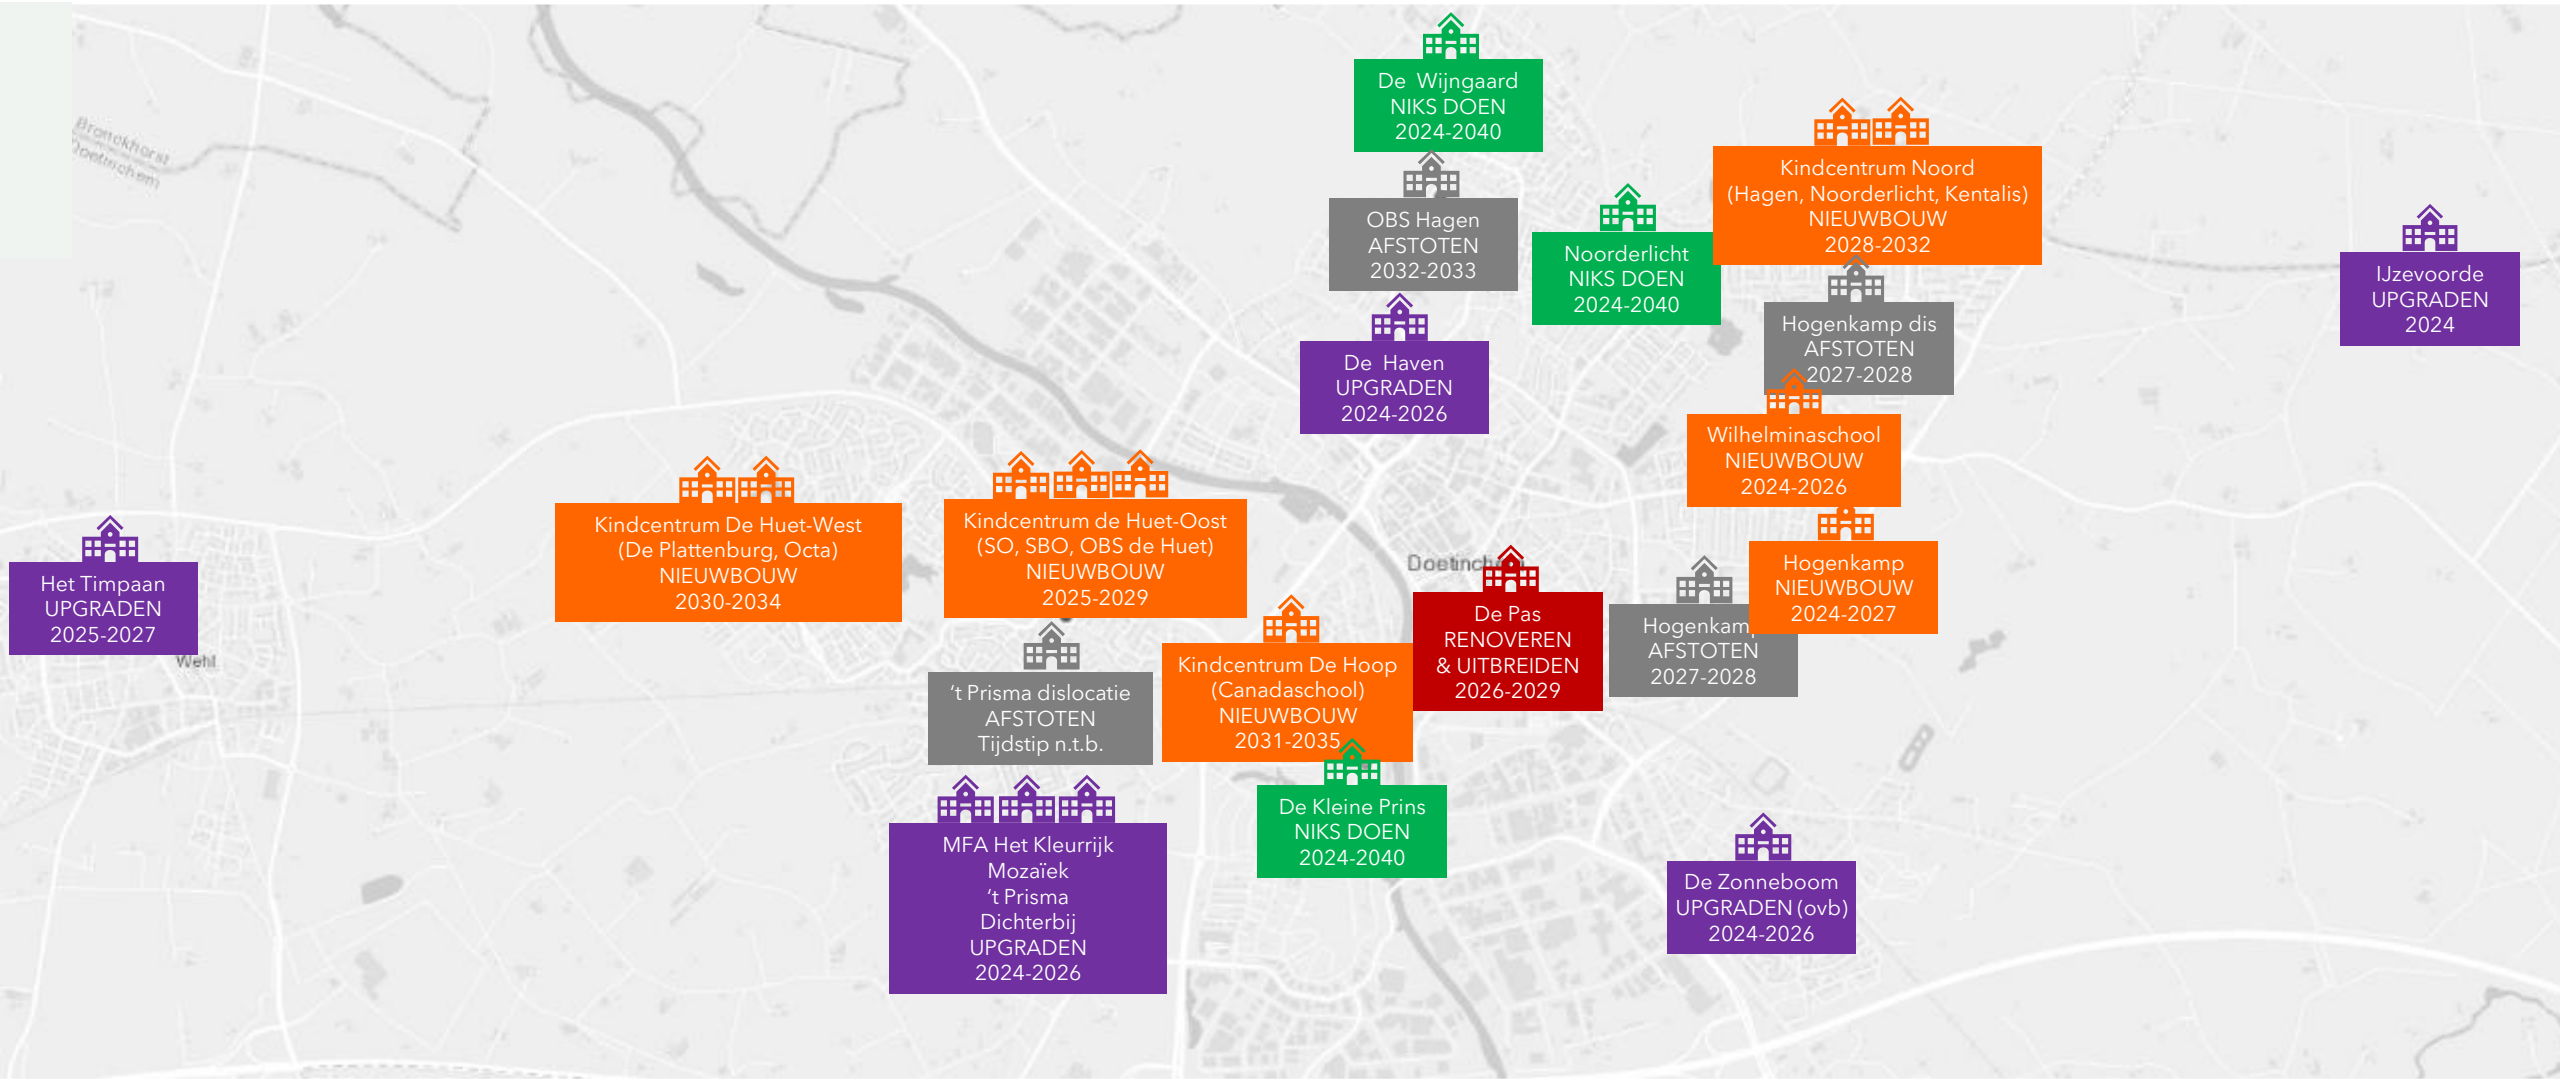 De  Wijngaard
NIKS DOEN
2024-2040
Bronckhorst
Doetinchem
Kindcentrum Noord
(Hagen, Noorderlicht, Kentalis)
NIEUWBOUW
2028-2032
OBS Hagen
AFSTOTEN
2032-2033
Noorderlicht
NIKS DOEN
2024-2040
IJzevoorde
UPGRADEN
2024
Hogenkamp dis
AFSTOTEN
2027-2028
De  Haven
UPGRADEN
2024-2026
Wilhelminaschool
NIEUWBOUW
2024-2026
Kindcentrum De Huet-West
(De Plattenburg, Octa)
NIEUWBOUW
2030-2034
Kindcentrum de Huet-Oost
(SO, SBO, OBS de Huet)
NIEUWBOUW
2025-2029
Het Timpaan
UPGRADEN
2025-2027
Wehl
Doetinch
Hogenkamp
NIEUWBOUW
2024-2027
De Pas
RENOVEREN
& UITBREIDEN
2026-2029
Hogenkamp
AFSTOTEN
2027-2028
Kindcentrum De Hoop
(Canadaschool)
NIEUWBOUW
2031-2035
‘t Prisma dislocatie
AFSTOTEN
Tijdstip n.t.b.
De Kleine Prins
NIKS DOEN
2024-2040
MFA Het Kleurrijk
Mozaïek
‘t Prisma
Dichterbij
UPGRADEN
2024-2026
De Zonneboom
UPGRADEN (ovb)
2024-2026